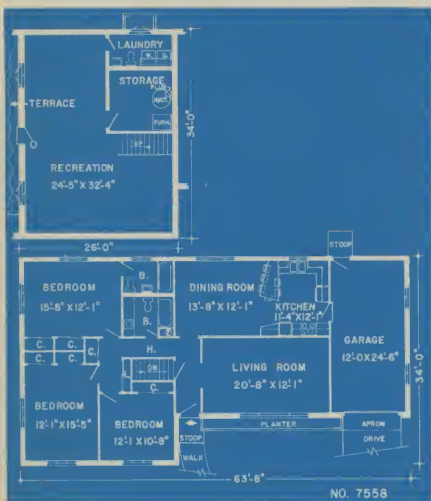 LAUNDRY
W. D.
STORAGE
TERRACE
FURN.
UP
RECREATION
24'-5" X 32'-4"
34'-0"
26'-0"
STOOP
BEDROOM
15'-8" X 12'-1"
B.
DINING ROOM
13'-8" X 12'-1"
KITCHEN
11'-4" X 12'-1"
B.
GARAGE
12'-0 X 24'-6"
C. C.
C. C. C.
H.
DN.
C.
LIVING ROOM
20'-8" X 12'-1"
34'-0"
BEDROOM
12'-1" X 15'-5"
BEDROOM
12'-1 X 10'-9"
STOOP
PLANTER
APRON
WALK
DRIVE
63'-6"
NO. 7558